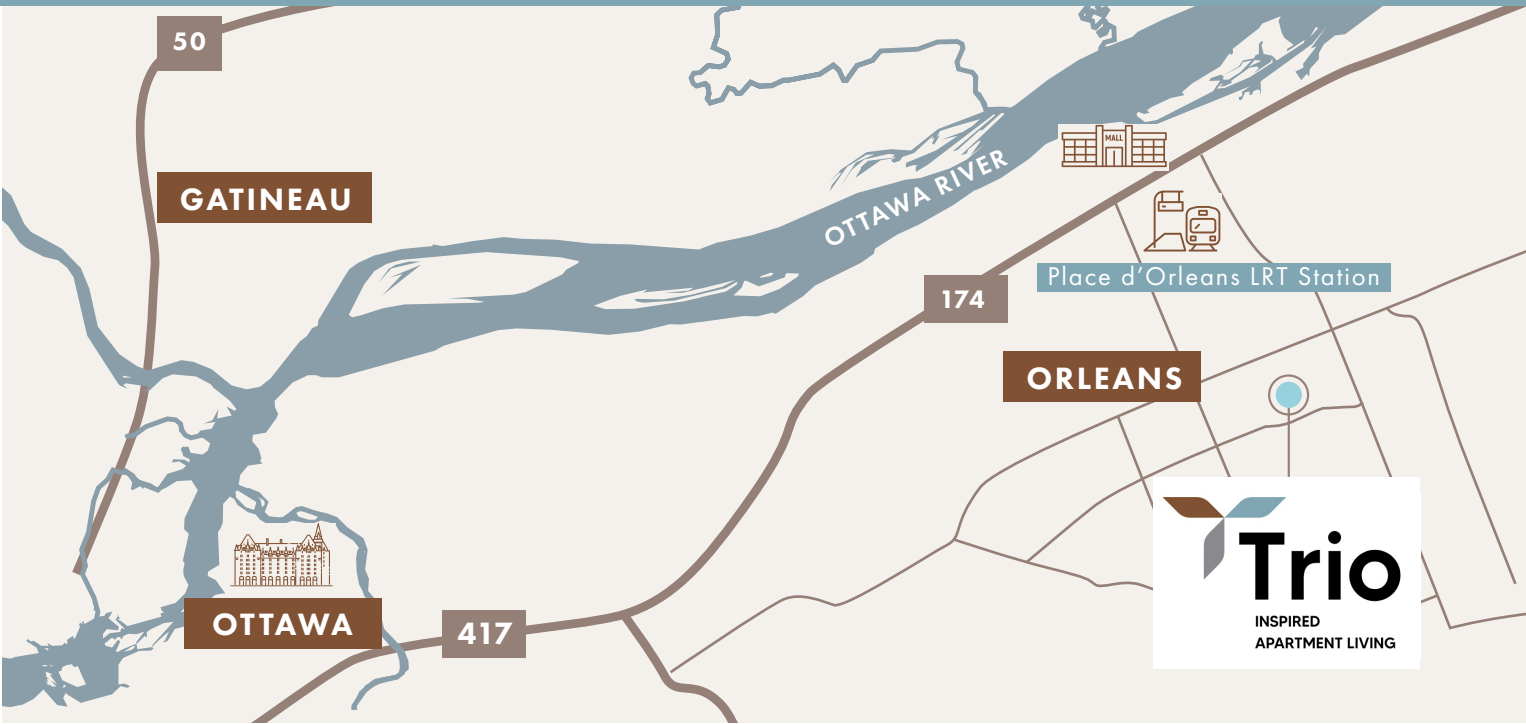 50
MALL
GATINEAU
OTTAWA RIVER
Place d'Orleans LRT Station
174
ORLEANS
Trio
INSPIRED
APARTMENT LIVING
OTTAWA
417